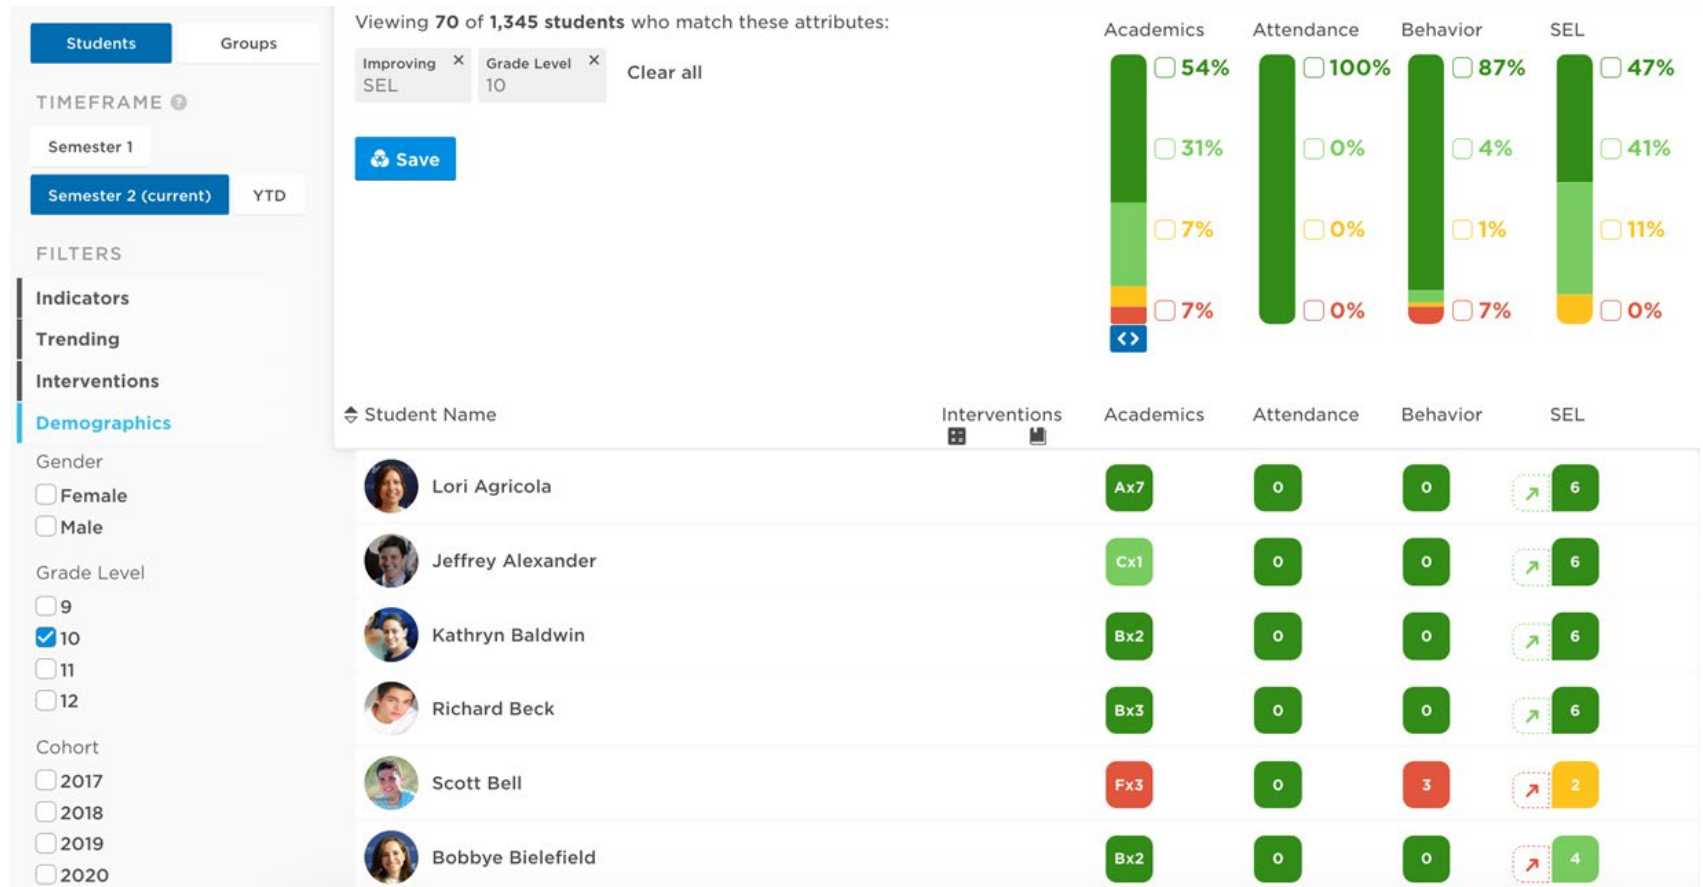 Students Groups
TIMEFRAME ?
Semester 1
Semester 2 (current) YTD
FILTERS
Indicators
Trending
Interventions
Demographics
Gender
Female
Male
Grade Level
9
10
11
12
Cohort
2017
2018
2019
2020
Viewing 70 of 1,345 students who match these attributes:
Improving × Grade Level × Clear all
SEL 10
Save
Academics Attendance Behavior SEL
54% 100% 87% 47%
31% 0% 4% 41%
7% 0% 1% 11%
7% 0% 7% 0%
Student Name Interventions Academics Attendance Behavior SEL
Lori Agricola Ax7 0 0 6
Jeffrey Alexander Cx1 0 0 6
Kathryn Baldwin Bx2 0 0 6
Richard Beck Bx3 0 0 6
Scott Bell Fx3 0 3 2
Bobbye Bielefield Bx2 0 0 4